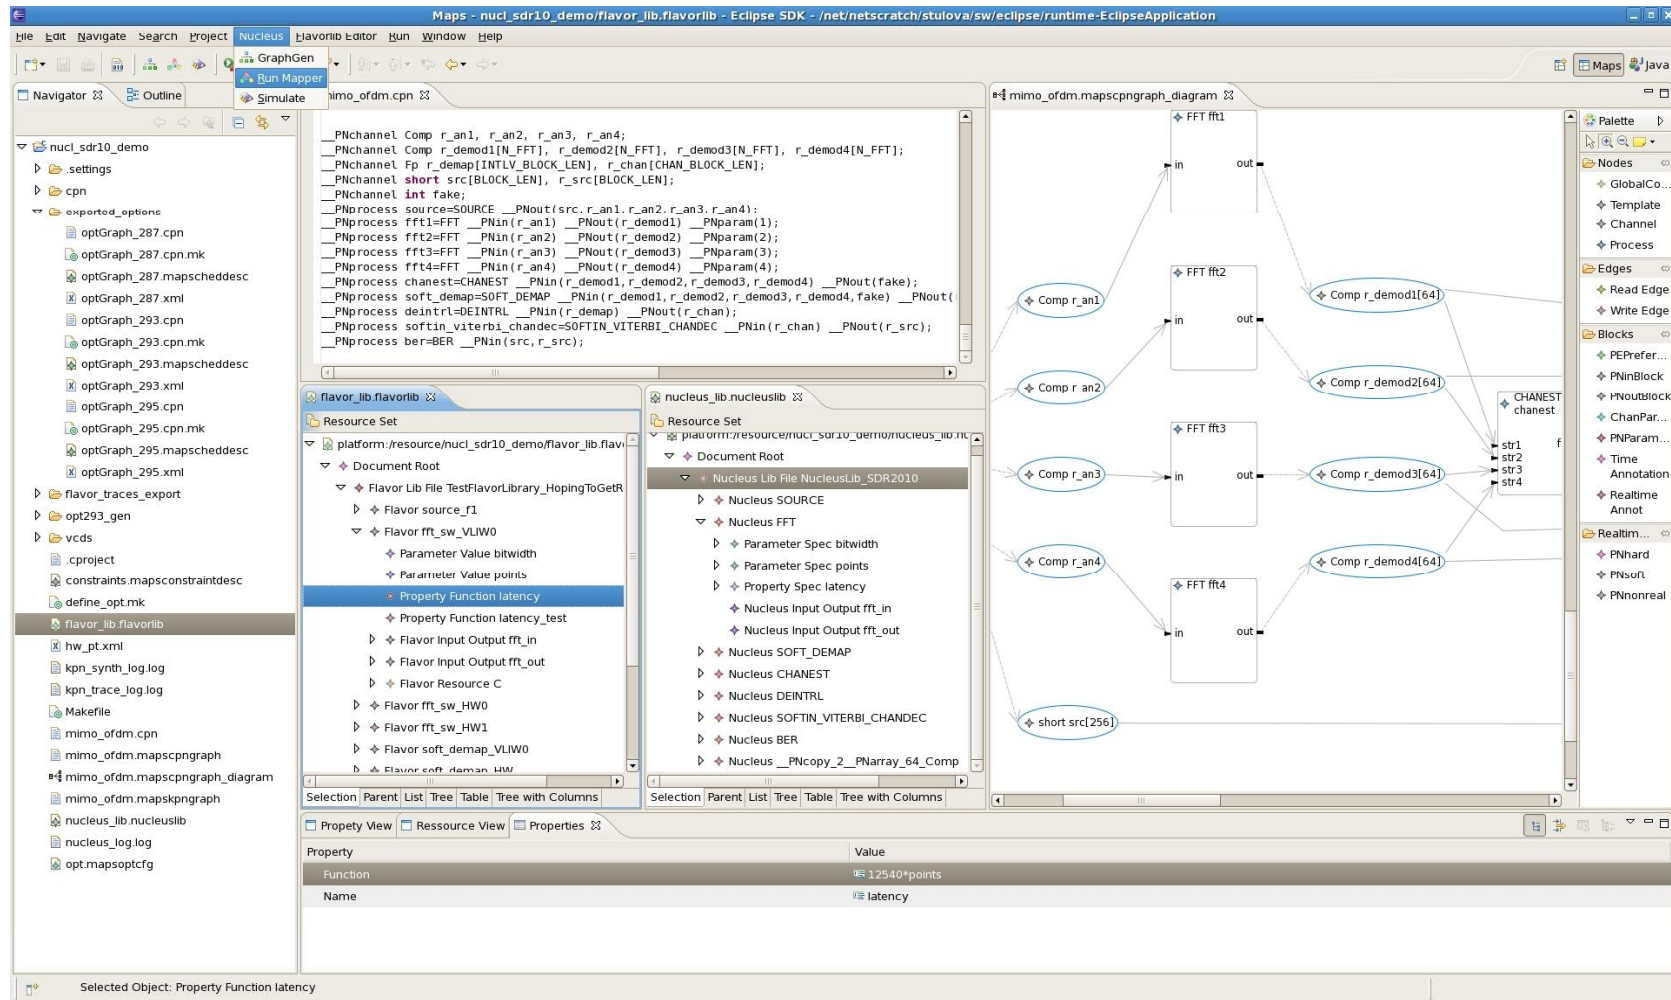 Maps - nucl_sdr10_demo/flavor_lib.flavorlib - Eclipse SDK - /net/netscratch/stulova/sw/eclipse/runtime-EclipseApplication
File Edit Navigate Search Project Nucleus Flavorlib Editor Run Window Help
GraphGen
Run Mapper
Simulate
Maps Java
Navigator Outline
nucl_sdr10_demo
.settings
cpn
exported_options
optGraph_287.cpn
optGraph_287.cpn.mk
optGraph_287.mapscheddesc
optGraph_287.xml
optGraph_293.cpn
optGraph_293.cpn.mk
optGraph_293.mapscheddesc
optGraph_293.xml
optGraph_295.cpn
optGraph_295.cpn.mk
optGraph_295.mapscheddesc
optGraph_295.xml
flavor_traces_export
opt293_gen
vcds
.cproject
constraints.mapsconstraintdesc
define_opt.mk
flavor_lib.flavorlib
hw_pt.xml
kpn_synth_log.log
kpn_trace_log.log
Makefile
mimo_ofdm.cpn
mimo_ofdm.mapscpngraph
mimo_ofdm.mapscpngraph_diagram
mimo_ofdm.mapskpngraph
nucleus_lib.nucleuslib
nucleus_log.log
opt.mapsoptcfg
imo_ofdm.cpn
__PNchannel Comp r_an1, r_an2, r_an3, r_an4;
__PNchannel Comp r_demod1[N_FFT], r_demod2[N_FFT], r_demod3[N_FFT], r_demod4[N_FFT];
__PNchannel Fp r_demap[INTLV_BLOCK_LEN], r_chan[CHAN_BLOCK_LEN];
__PNchannel short src[BLOCK_LEN], r_src[BLOCK_LEN];
__PNchannel int fake;
__PNprocess source=SOURCE __PNout(src,r_an1,r_an2,r_an3,r_an4);
__PNprocess fft1=FFT __PNin(r_an1) __PNout(r_demod1) __PNparam(1);
__PNprocess fft2=FFT __PNin(r_an2) __PNout(r_demod2) __PNparam(2);
__PNprocess fft3=FFT __PNin(r_an3) __PNout(r_demod3) __PNparam(3);
__PNprocess fft4=FFT __PNin(r_an4) __PNout(r_demod4) __PNparam(4);
__PNprocess chanest=CHANEST __PNin(r_demod1,r_demod2,r_demod3,r_demod4) __PNout(fake);
__PNprocess soft_demap=SOFT_DEMAP __PNin(r_demod1,r_demod2,r_demod3,r_demod4,fake) __PNout(
__PNprocess deintrl=DEINTRL __PNin(r_demap) __PNout(r_chan);
__PNprocess softin_viterbi_chandec=SOFTIN_VITERBI_CHANDEC __PNin(r_chan) __PNout(r_src);
__PNprocess ber=BER __PNin(src,r_src);
flavor_lib.flavorlib
Resource Set
platform:/resource/nucl_sdr10_demo/flavor_lib.flav
Document Root
Flavor Lib File TestFlavorLibrary_HopingToGetR
Flavor source_f1
Flavor fft_sw_VLIW0
Parameter Value bitwidth
Parameter Value points
Property Function latency
Property Function latency_test
Flavor Input Output fft_in
Flavor Input Output fft_out
Flavor Resource C
Flavor fft_sw_HW0
Flavor fft_sw_HW1
Flavor soft_demap_VLIW0
Flavor soft_demap_HW
Selection Parent List Tree Table Tree with Columns
nucleus_lib.nucleuslib
Resource Set
platform:/resource/nucl_sdr10_demo/nucleus_lib.nu
Document Root
Nucleus Lib File NucleusLib_SDR2010
Nucleus SOURCE
Nucleus FFT
Parameter Spec bitwidth
Parameter Spec points
Property Spec latency
Nucleus Input Output fft_in
Nucleus Input Output fft_out
Nucleus SOFT_DEMAP
Nucleus CHANEST
Nucleus DEINTRL
Nucleus SOFTIN_VITERBI_CHANDEC
Nucleus BER
Nucleus __PNcopy_2__PNarray_64_Comp
Selection Parent List Tree Table Tree with Columns
mimo_ofdm.mapscpngraph_diagram
FFT fft1
in out
Comp r_an1
FFT fft2
in out
Comp r_demod1[64]
Comp r_an2
Comp r_demod2[64]
CHANEST
chanest
str1 f
str2
str3
str4
FFT fft3
in out
Comp r_an3
Comp r_demod3[64]
Comp r_an4
Comp r_demod4[64]
FFT fft4
in out
short src[256]
Palette
Nodes
GlobalCo...
Template
Channel
Process
Edges
Read Edge
Write Edge
Blocks
PEPrefer...
PNinBlock
PNoutBlock
ChanPar...
PNParam...
Time
Annotation
Realtime
Annot
Realtim...
PNhard
PNsoft
PNnonreal
Propety View Ressource View Properties
Property Value
Function 12540*points
Name latency
Selected Object: Property Function latency